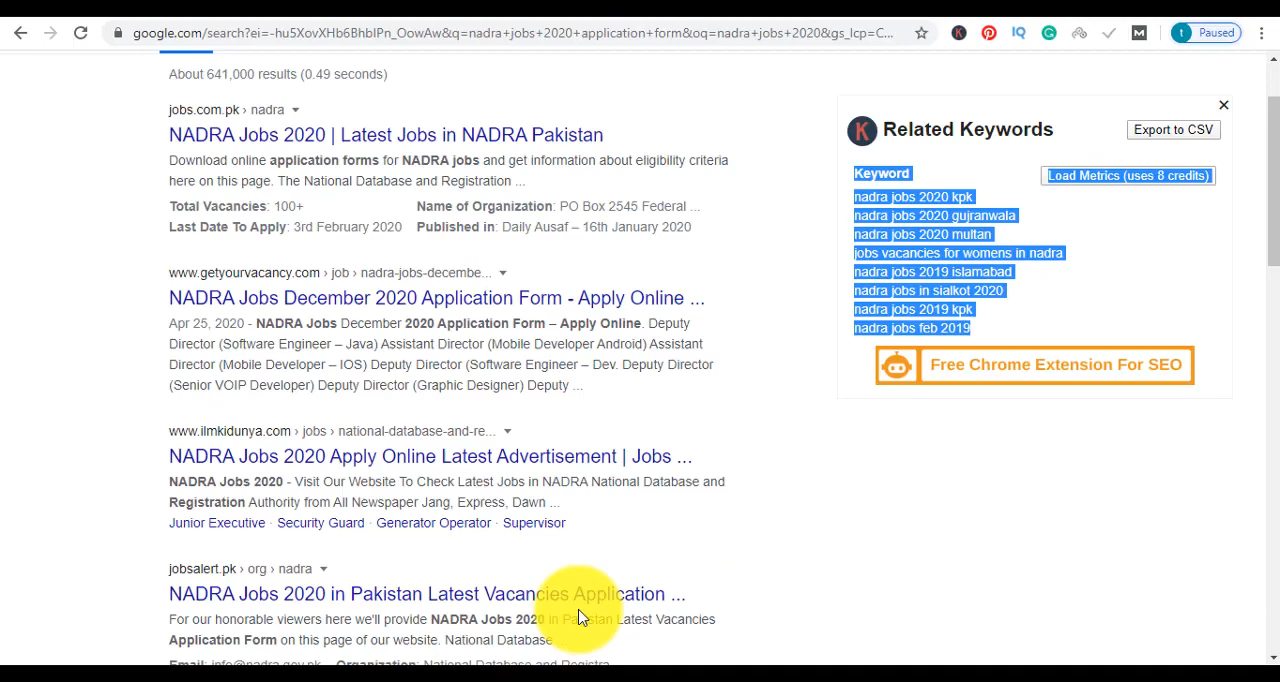 google.com/search?ei=-hu5XovXHb6BhbIPn_OowAw&q=nadra+jobs+2020+application+form&oq=nadra+jobs+2020&gs_lcp=C...
K
IQ
M
t Paused
About 641,000 results (0.49 seconds)
jobs.com.pk › nadra
NADRA Jobs 2020 | Latest Jobs in NADRA Pakistan
Download online application forms for NADRA jobs and get information about eligibility criteria
here on this page. The National Database and Registration ...
Total Vacancies: 100+ Name of Organization: PO Box 2545 Federal ...
Last Date To Apply: 3rd February 2020 Published in: Daily Ausaf – 16th January 2020
www.getyourvacancy.com › job › nadra-jobs-decembe...
NADRA Jobs December 2020 Application Form - Apply Online ...
Apr 25, 2020 - NADRA Jobs December 2020 Application Form – Apply Online. Deputy
Director (Software Engineer – Java) Assistant Director (Mobile Developer Android) Assistant
Director (Mobile Developer – IOS) Deputy Director (Software Engineer – Dev. Deputy Director
(Senior VOIP Developer) Deputy Director (Graphic Designer) Deputy ...
www.ilmkidunya.com › jobs › national-database-and-re...
NADRA Jobs 2020 Apply Online Latest Advertisement | Jobs ...
NADRA Jobs 2020 - Visit Our Website To Check Latest Jobs in NADRA National Database and
Registration Authority from All Newspaper Jang, Express, Dawn ...
Junior Executive · Security Guard · Generator Operator · Supervisor
jobsalert.pk › org › nadra
NADRA Jobs 2020 in Pakistan Latest Vacancies Application ...
For our honorable viewers here we'll provide NADRA Jobs 2020 in Pakistan Latest Vacancies
Application Form on this page of our website. National Database
Email: info@nadra.gov.pk Organization: National Database and Registra...
K Related Keywords
Export to CSV
Keyword
Load Metrics (uses 8 credits)
nadra jobs 2020 kpk
nadra jobs 2020 gujranwala
nadra jobs 2020 multan
jobs vacancies for womens in nadra
nadra jobs 2019 islamabad
nadra jobs in sialkot 2020
nadra jobs 2019 kpk
nadra jobs feb 2019
Free Chrome Extension For SEO